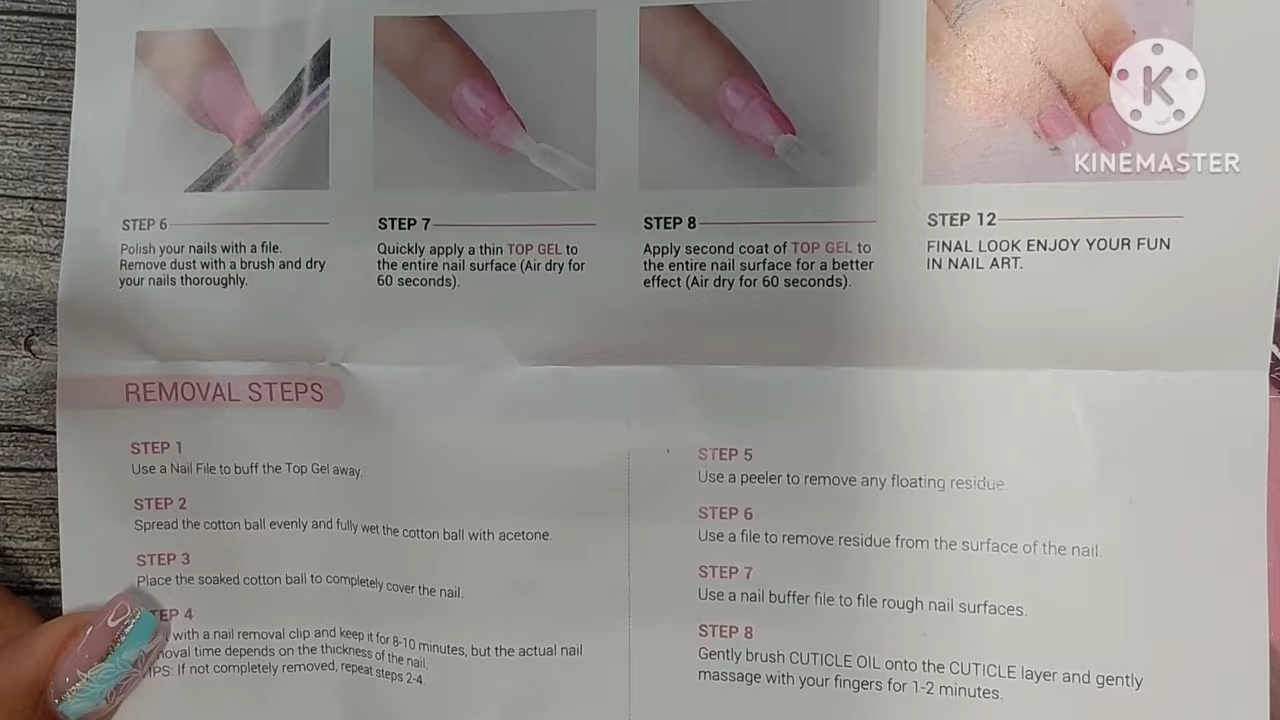 K
KINEMASTER
STEP 6
Polish your nails with a file.
Remove dust with a brush and dry
your nails thoroughly.
STEP 7
Quickly apply a thin TOP GEL to
the entire nail surface (Air dry for
60 seconds).
STEP 8
Apply second coat of TOP GEL to
the entire nail surface for a better
effect (Air dry for 60 seconds).
STEP 12
FINAL LOOK ENJOY YOUR FUN
IN NAIL ART.
REMOVAL STEPS
STEP 1
Use a Nail File to buff the Top Gel away.
STEP 2
Spread the cotton ball evenly and fully wet the cotton ball with acetone.
STEP 3
Place the soaked cotton ball to completely cover the nail.
4
with a nail removal clip and keep it for 8-10 minutes, but the actual nail
time depends on the thickness of the nail.
If not completely removed, repeat steps 2-4.
STEP 5
Use a peeler to remove any floating residue
STEP 6
Use a file to remove residue from the surface of the nail.
STEP 7
Use a nail buffer file to file rough nail surfaces.
STEP 8
Gently brush CUTICLE OIL onto the CUTICLE layer and gently
massage with your fingers for 1-2 minutes.